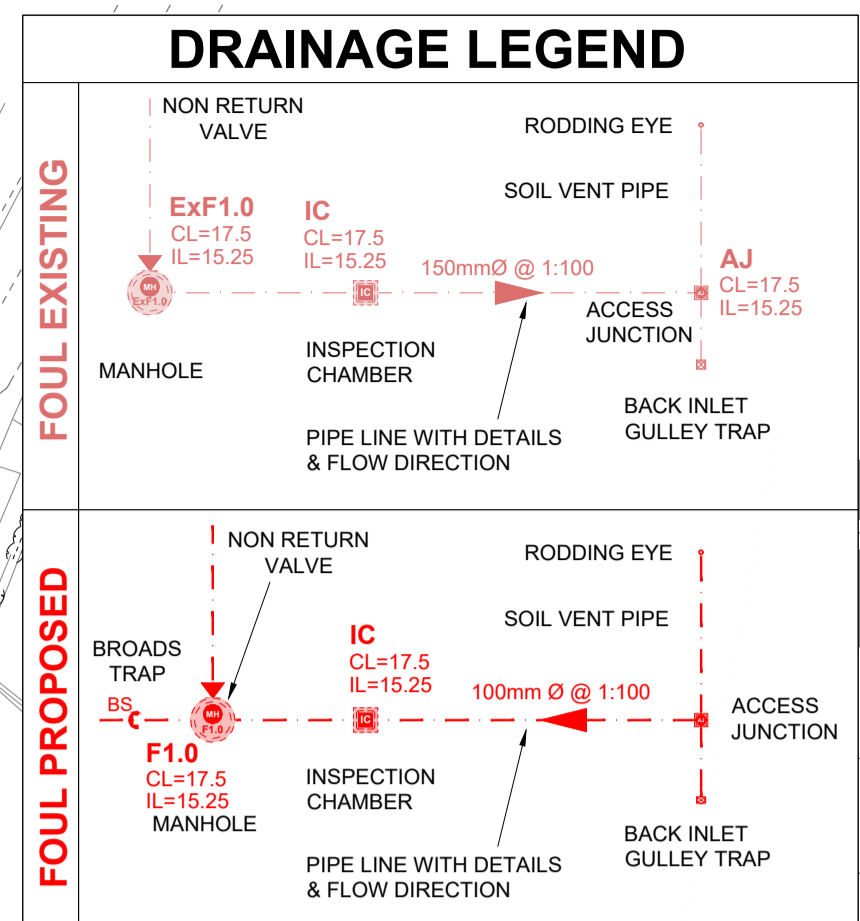 DRAINAGE LEGEND
FOUL EXISTING
NON RETURN
VALVE
RODDING EYE
SOIL VENT PIPE
ExF1.0
CL=17.5
IL=15.25
IC
CL=17.5
IL=15.25
150mmØ @ 1:100
AJ
CL=17.5
IL=15.25
MH
ExF1.0
IC
AJ
ACCESS
JUNCTION
MANHOLE
INSPECTION
CHAMBER
BACK INLET
GULLEY TRAP
PIPE LINE WITH DETAILS
& FLOW DIRECTION
FOUL PROPOSED
NON RETURN
VALVE
RODDING EYE
SOIL VENT PIPE
BROADS
TRAP
BS
IC
CL=17.5
IL=15.25
100mm Ø @ 1:100
ACCESS
JUNCTION
MH
F1.0
IC
AJ
F1.0
CL=17.5
IL=15.25
MANHOLE
INSPECTION
CHAMBER
BACK INLET
GULLEY TRAP
PIPE LINE WITH DETAILS
& FLOW DIRECTION